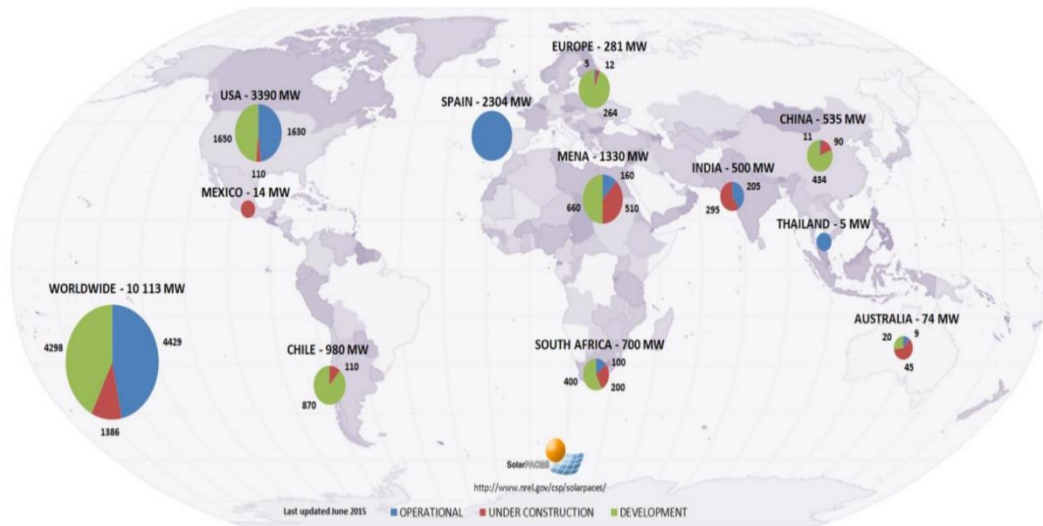 EUROPE - 281 MW
5
12
264
USA - 3390 MW
1650
1630
110
SPAIN - 2304 MW
CHINA - 535 MW
11
90
434
MENA - 1330 MW
160
660
510
INDIA - 500 MW
205
295
MEXICO - 14 MW
THAILAND - 5 MW
WORLDWIDE - 10 113 MW
4298
4429
1386
CHILE - 980 MW
110
870
SOUTH AFRICA - 700 MW
100
400
200
AUSTRALIA - 74 MW
20
9
45
SolarPACES
http://www.nrel.gov/csp/solarpaces/
Last updated June 2015
OPERATIONAL
UNDER CONSTRUCTION
DEVELOPMENT